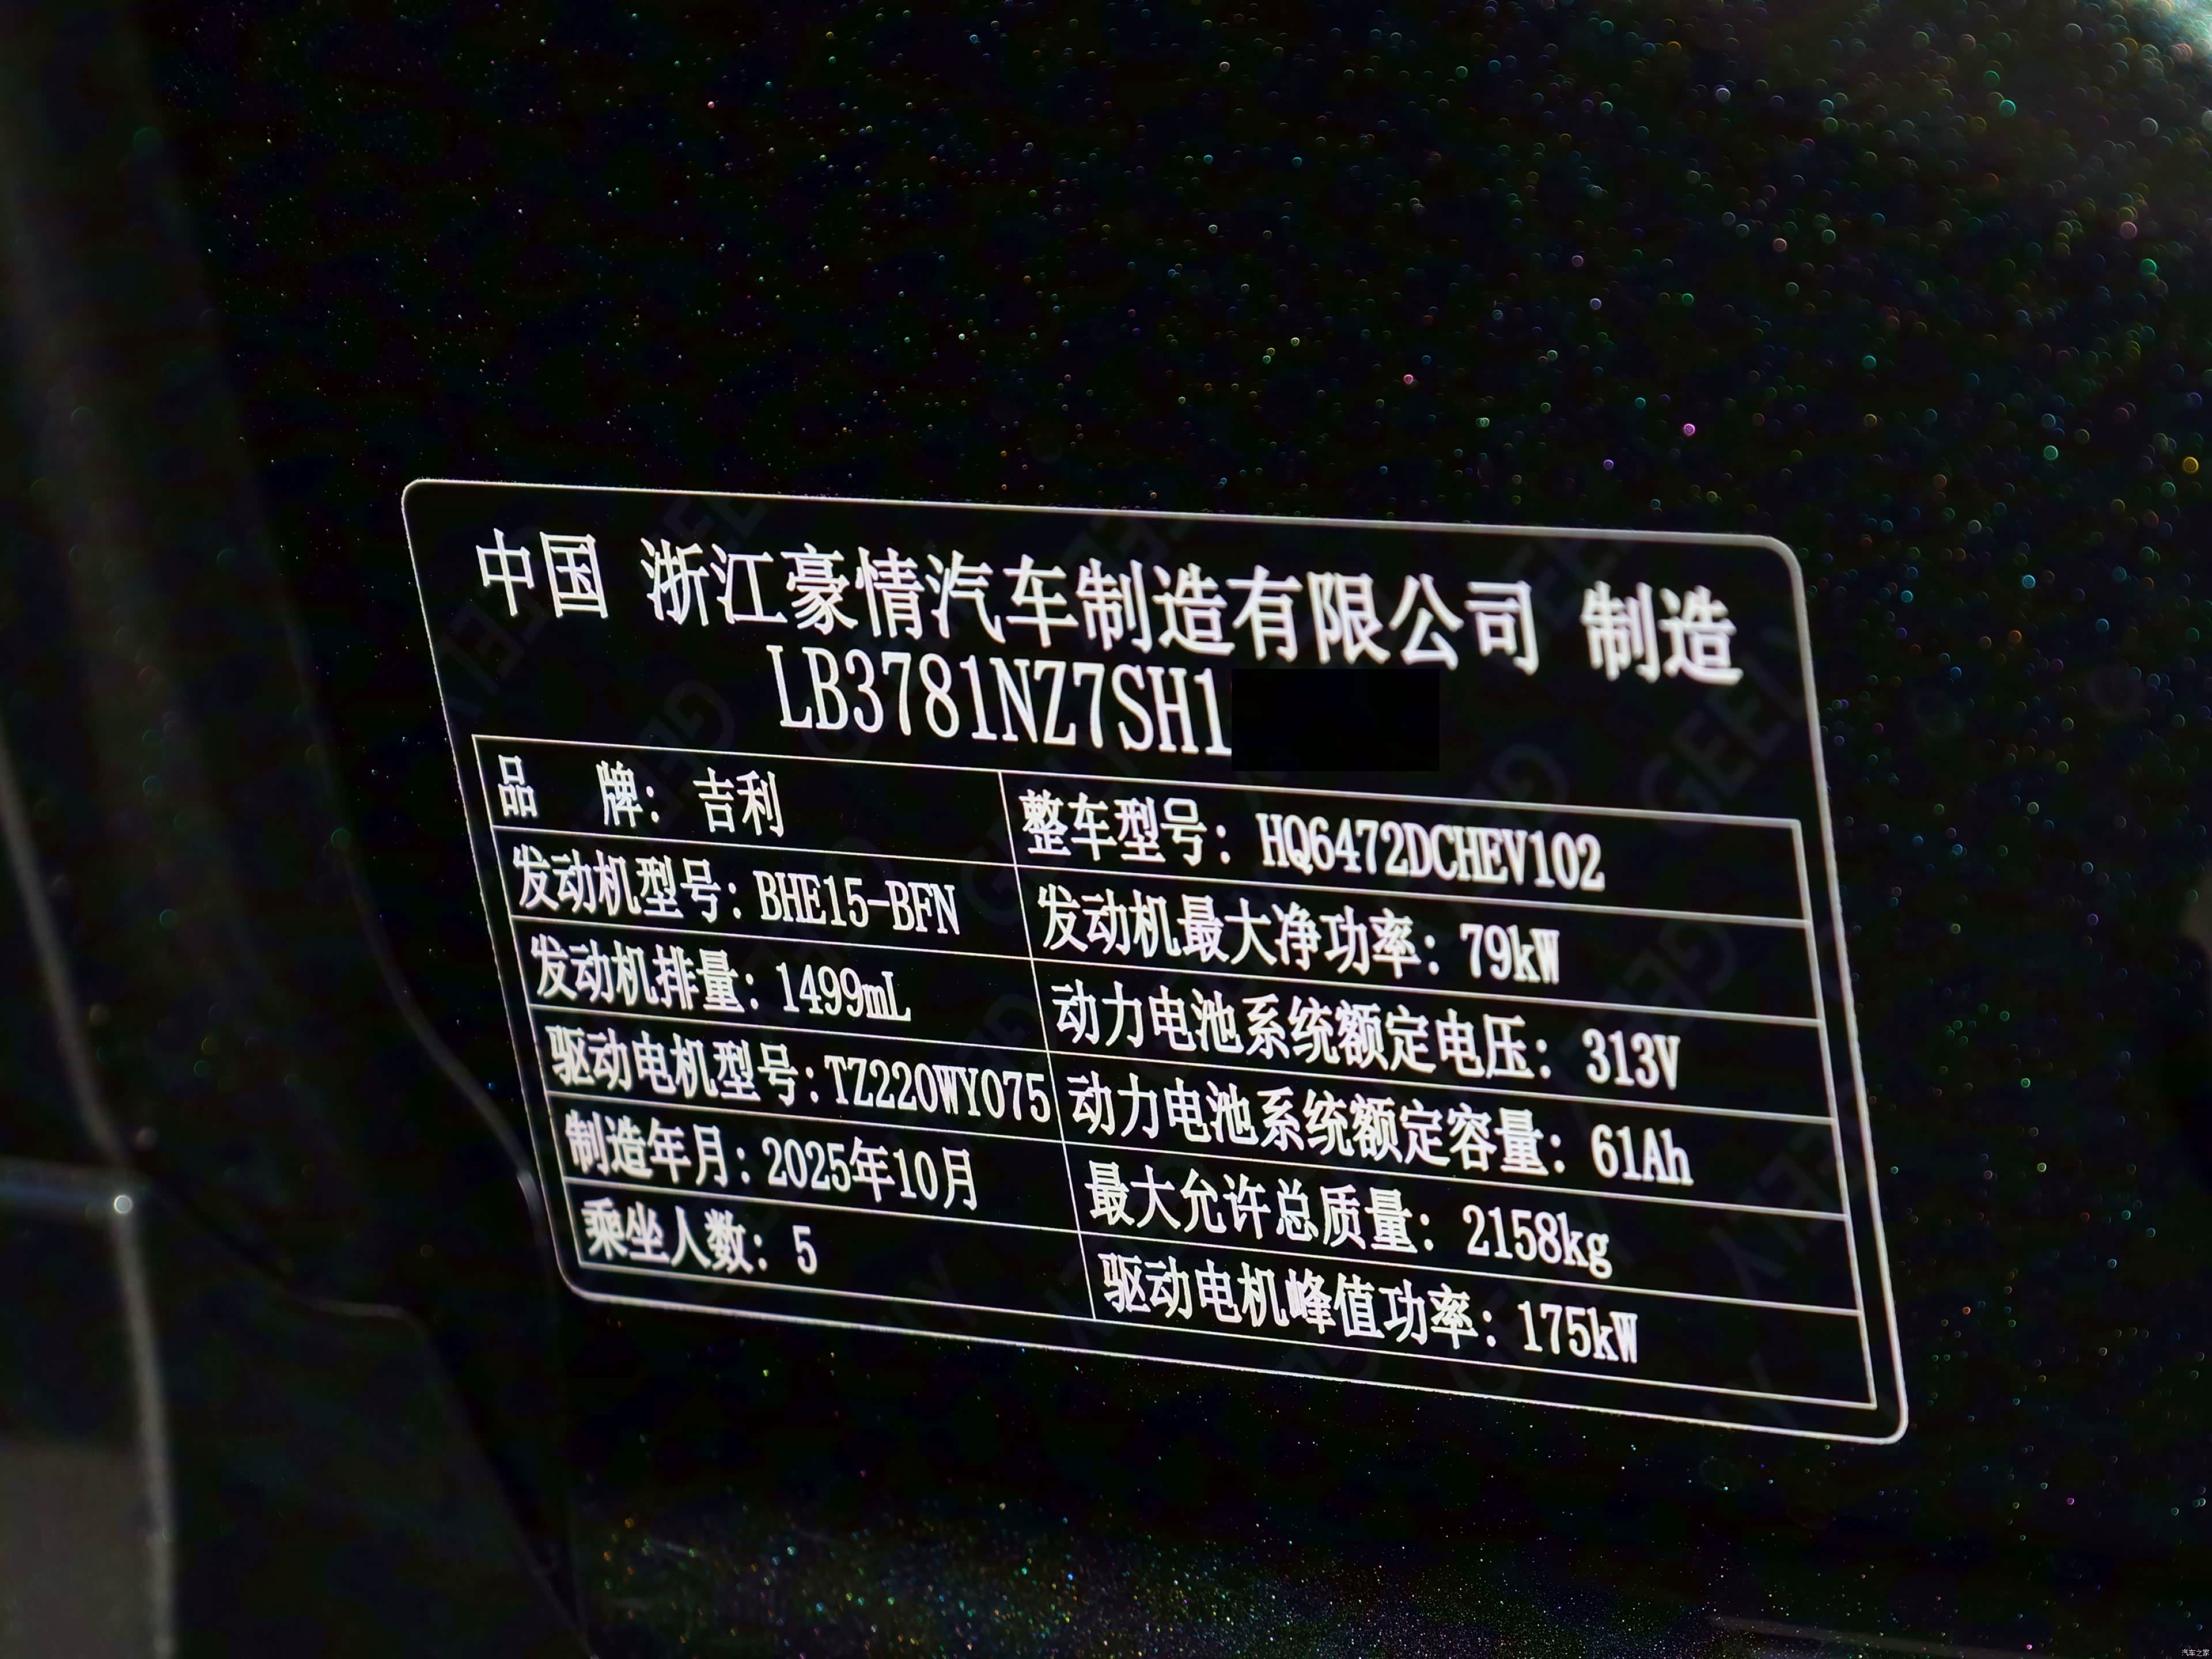 中国 浙江豪情汽车制造有限公司 制造
LB3781NZ7SH1
品 牌：吉利
整车型号：HQ6472DCHEV102
发动机型号：BHE15-BFN
发动机最大净功率：79kW
发动机排量：1499mL
动力电池系统额定电压：313V
驱动电机型号：TZ220WY075
动力电池系统额定容量：61Ah
制造年月：2025年10月
最大允许总质量：2158kg
乘坐人数：5
驱动电机峰值功率：175kW
汽车之家